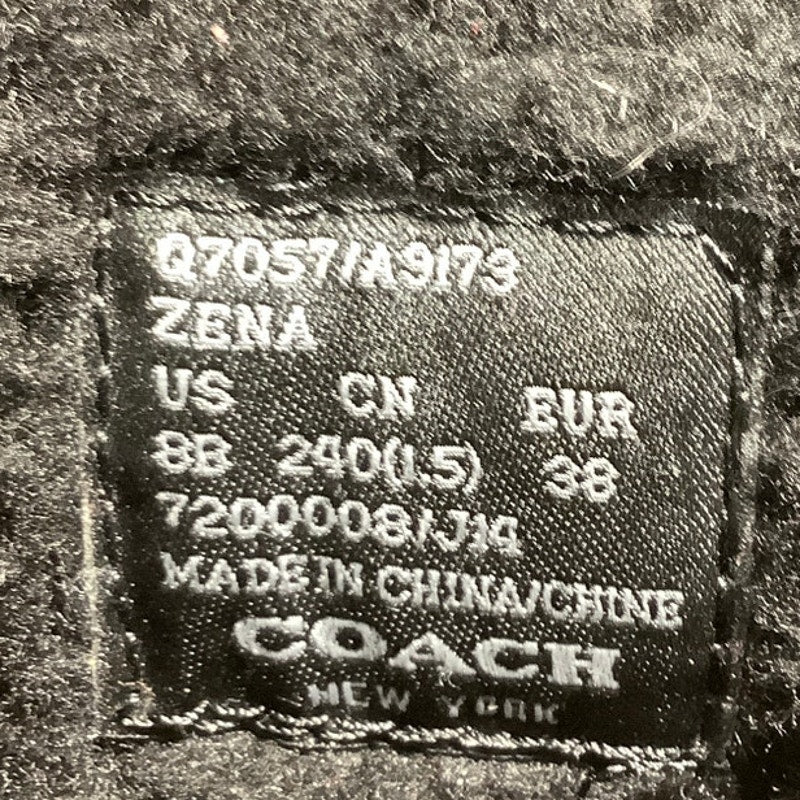 Q7057/A9173
ZENA
US CN EUR
8B 240(1.5) 38
7200008/J14
MADE IN CHINA/CHINE
COACH
NEW YORK